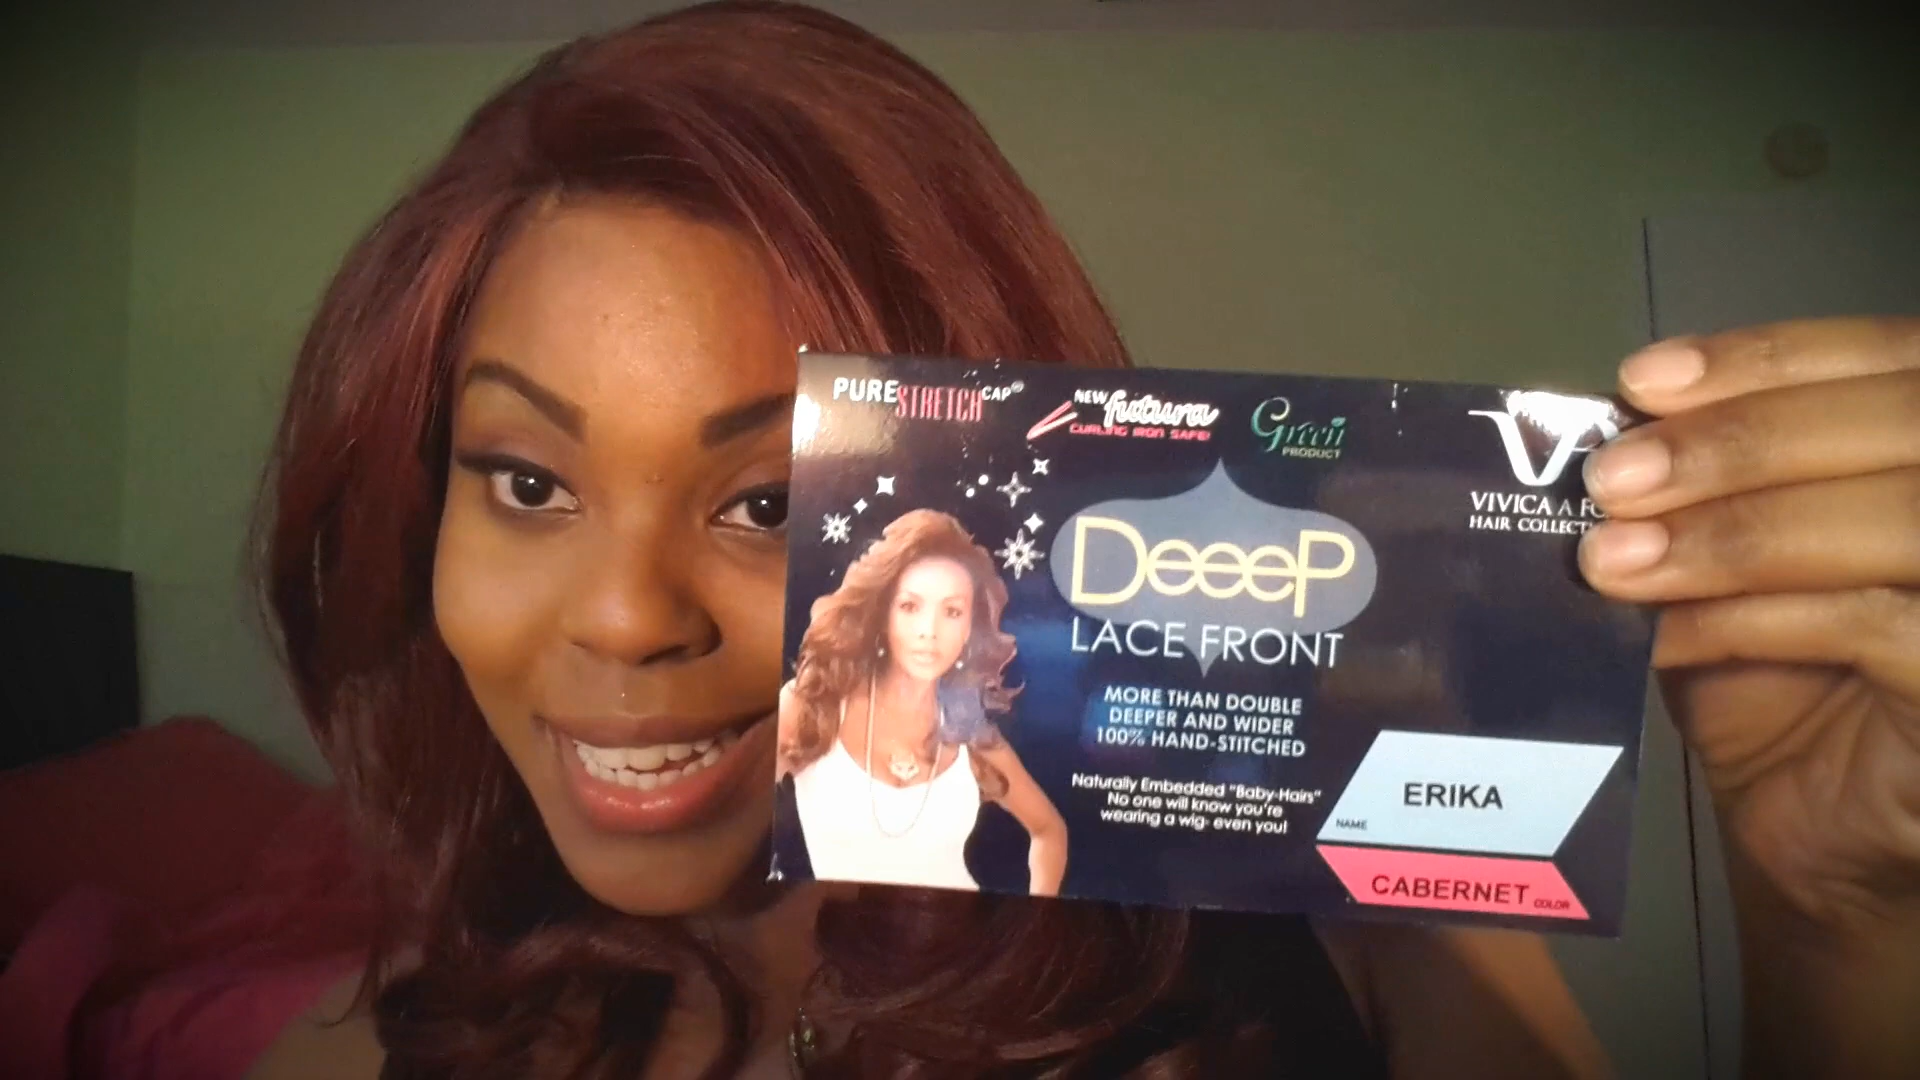 PURE STRETCH CAP®
NEW futura
CURLING IRON SAFE!
Green
PRODUCT
VIVICA A
HAIR
DeeeP
LACE FRONT
MORE THAN DOUBLE
DEEPER AND WIDER
100% HAND-STITCHED
Naturally Embedded "Baby-Hairs"
No one will know you're
wearing a wig- even you!
ERIKA
NAME
CABERNET COLOR